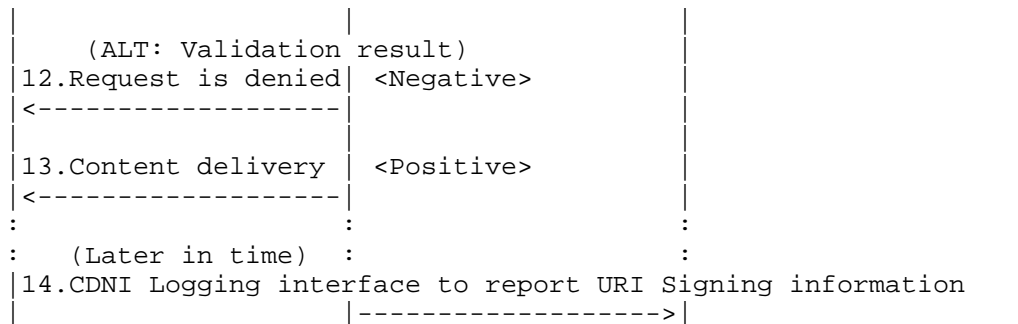 (ALT: Validation result)
12.Request is denied <Negative>
13.Content delivery <Positive>
(Later in time)
14.CDNI Logging interface to report URI Signing information